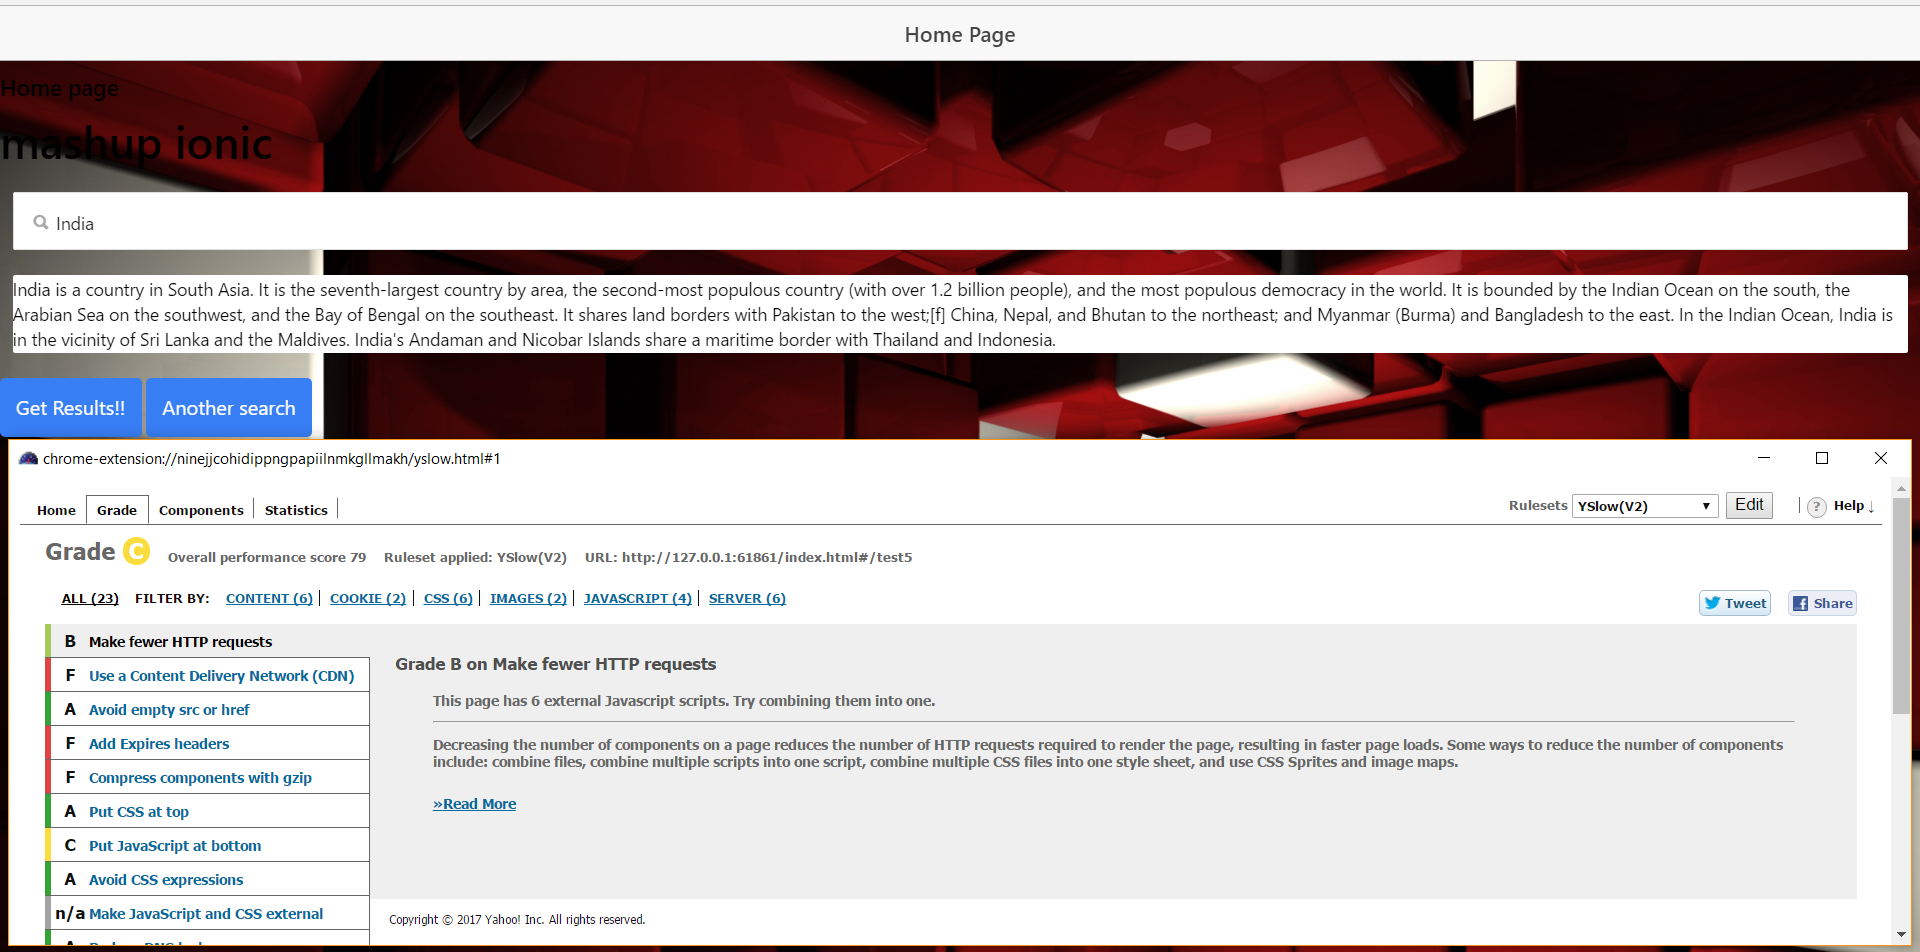 Home Page
Home page
mashup ionic
India
India is a country in South Asia. It is the seventh-largest country by area, the second-most populous country (with over 1.2 billion people), and the most populous democracy in the world. It is bounded by the Indian Ocean on the south, the
Arabian Sea on the southwest, and the Bay of Bengal on the southeast. It shares land borders with Pakistan to the west;[f] China, Nepal, and Bhutan to the northeast; and Myanmar (Burma) and Bangladesh to the east. In the Indian Ocean, India is
in the vicinity of Sri Lanka and the Maldives. India's Andaman and Nicobar Islands share a maritime border with Thailand and Indonesia.
Get Results!! Another search
chrome-extension://ninejjcohidippngpapiilnmkgllmakh/yslow.html#1
Home Grade Components Statistics Rulesets YSlow(V2) Edit ? Help ↓
Grade C Overall performance score 79 Ruleset applied: YSlow(V2) URL: http://127.0.0.1:61861/index.html#/test5
ALL (23) FILTER BY: CONTENT (6) COOKIE (2) CSS (6) IMAGES (2) JAVASCRIPT (4) SERVER (6) Tweet Share
B Make fewer HTTP requests
F Use a Content Delivery Network (CDN)
A Avoid empty src or href
F Add Expires headers
F Compress components with gzip
A Put CSS at top
C Put JavaScript at bottom
A Avoid CSS expressions
n/a Make JavaScript and CSS external
Grade B on Make fewer HTTP requests
This page has 6 external Javascript scripts. Try combining them into one.
Decreasing the number of components on a page reduces the number of HTTP requests required to render the page, resulting in faster page loads. Some ways to reduce the number of components
include: combine files, combine multiple scripts into one script, combine multiple CSS files into one style sheet, and use CSS Sprites and image maps.
»Read More
Copyright © 2017 Yahoo! Inc. All rights reserved.